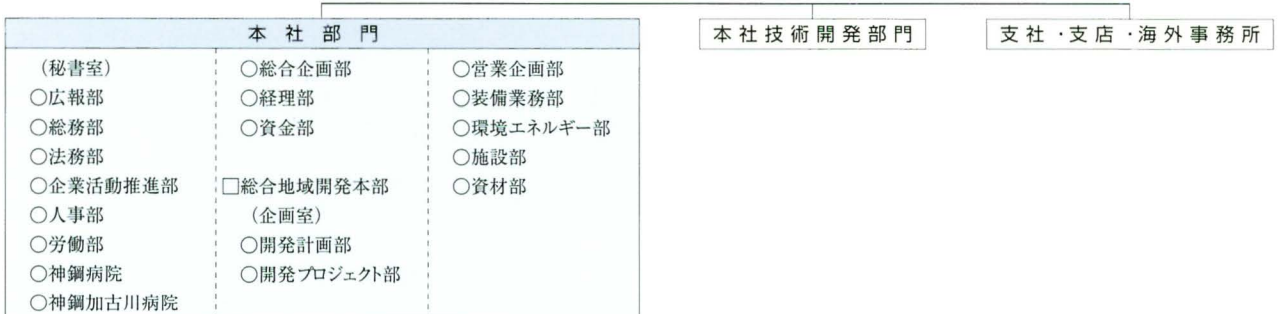 本社部門
(秘書室)
○広報部
○総務部
○法務部
○企業活動推進部
○人事部
○労働部
○神鋼病院
○神鋼加古川病院
○総合企画部
○経理部
○資金部
□総合地域開発本部
(企画室)
○開発計画部
○開発プロジェクト部
○営業企画部
○装備業務部
○環境エネルギー部
○施設部
○資材部
本社技術開発部門
支社・支店・海外事務所